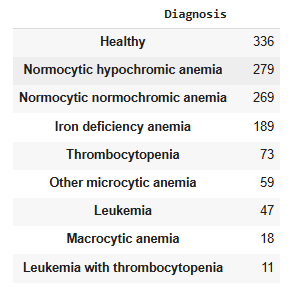 Diagnosis
Healthy 336
Normocytic hypochromic anemia 279
Normocytic normochromic anemia 269
Iron deficiency anemia 189
Thrombocytopenia 73
Other microcytic anemia 59
Leukemia 47
Macrocytic anemia 18
Leukemia with thrombocytopenia 11